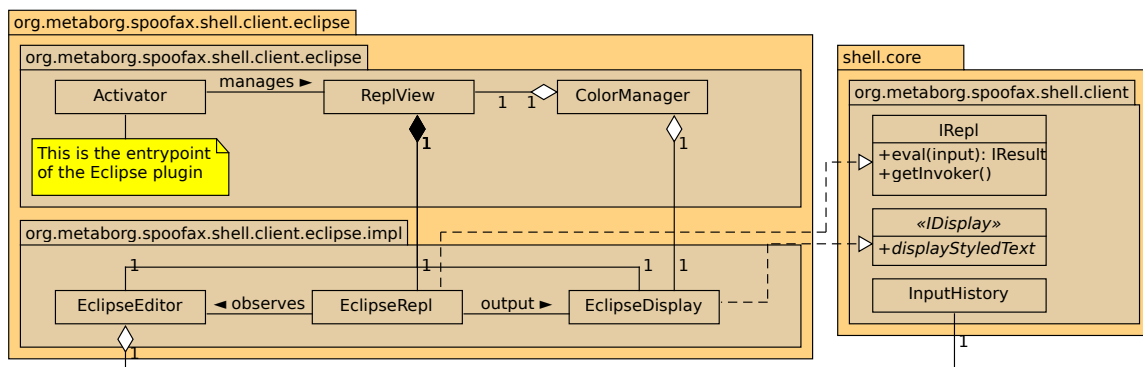 org.metaborg.spoofax.shell.client.eclipse
org.metaborg.spoofax.shell.client.eclipse
Activator
manages ►
ReplView
1
1
ColorManager
This is the entrypoint
of the Eclipse plugin
1
1
org.metaborg.spoofax.shell.client.eclipse.impl
1
1
1
1
EclipseEditor
◄ observes
EclipseRepl
output ►
EclipseDisplay
1
shell.core
org.metaborg.spoofax.shell.client
IRepl
+eval(input): IResult
+getInvoker()
«IDisplay»
+displayStyledText
InputHistory
1